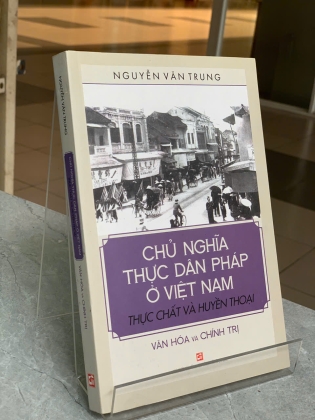 NGUYỄN VĂN TRUNG
CHỦ NGHĨA
THỰC DÂN PHÁP
Ở VIỆT NAM
THỰC CHẤT VÀ HUYỀN THOẠI
VĂN HÓA VÀ CHÍNH TRỊ